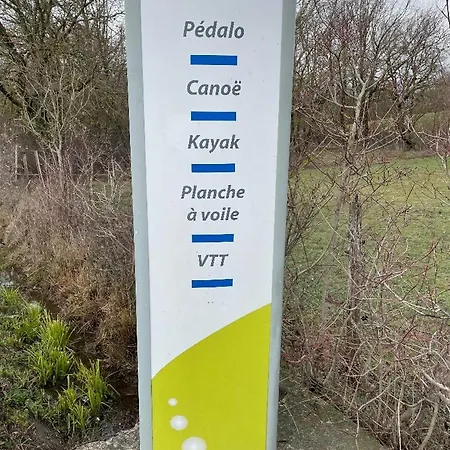 Pédalo
Canoë
Kayak
Planche
à voile
VTT